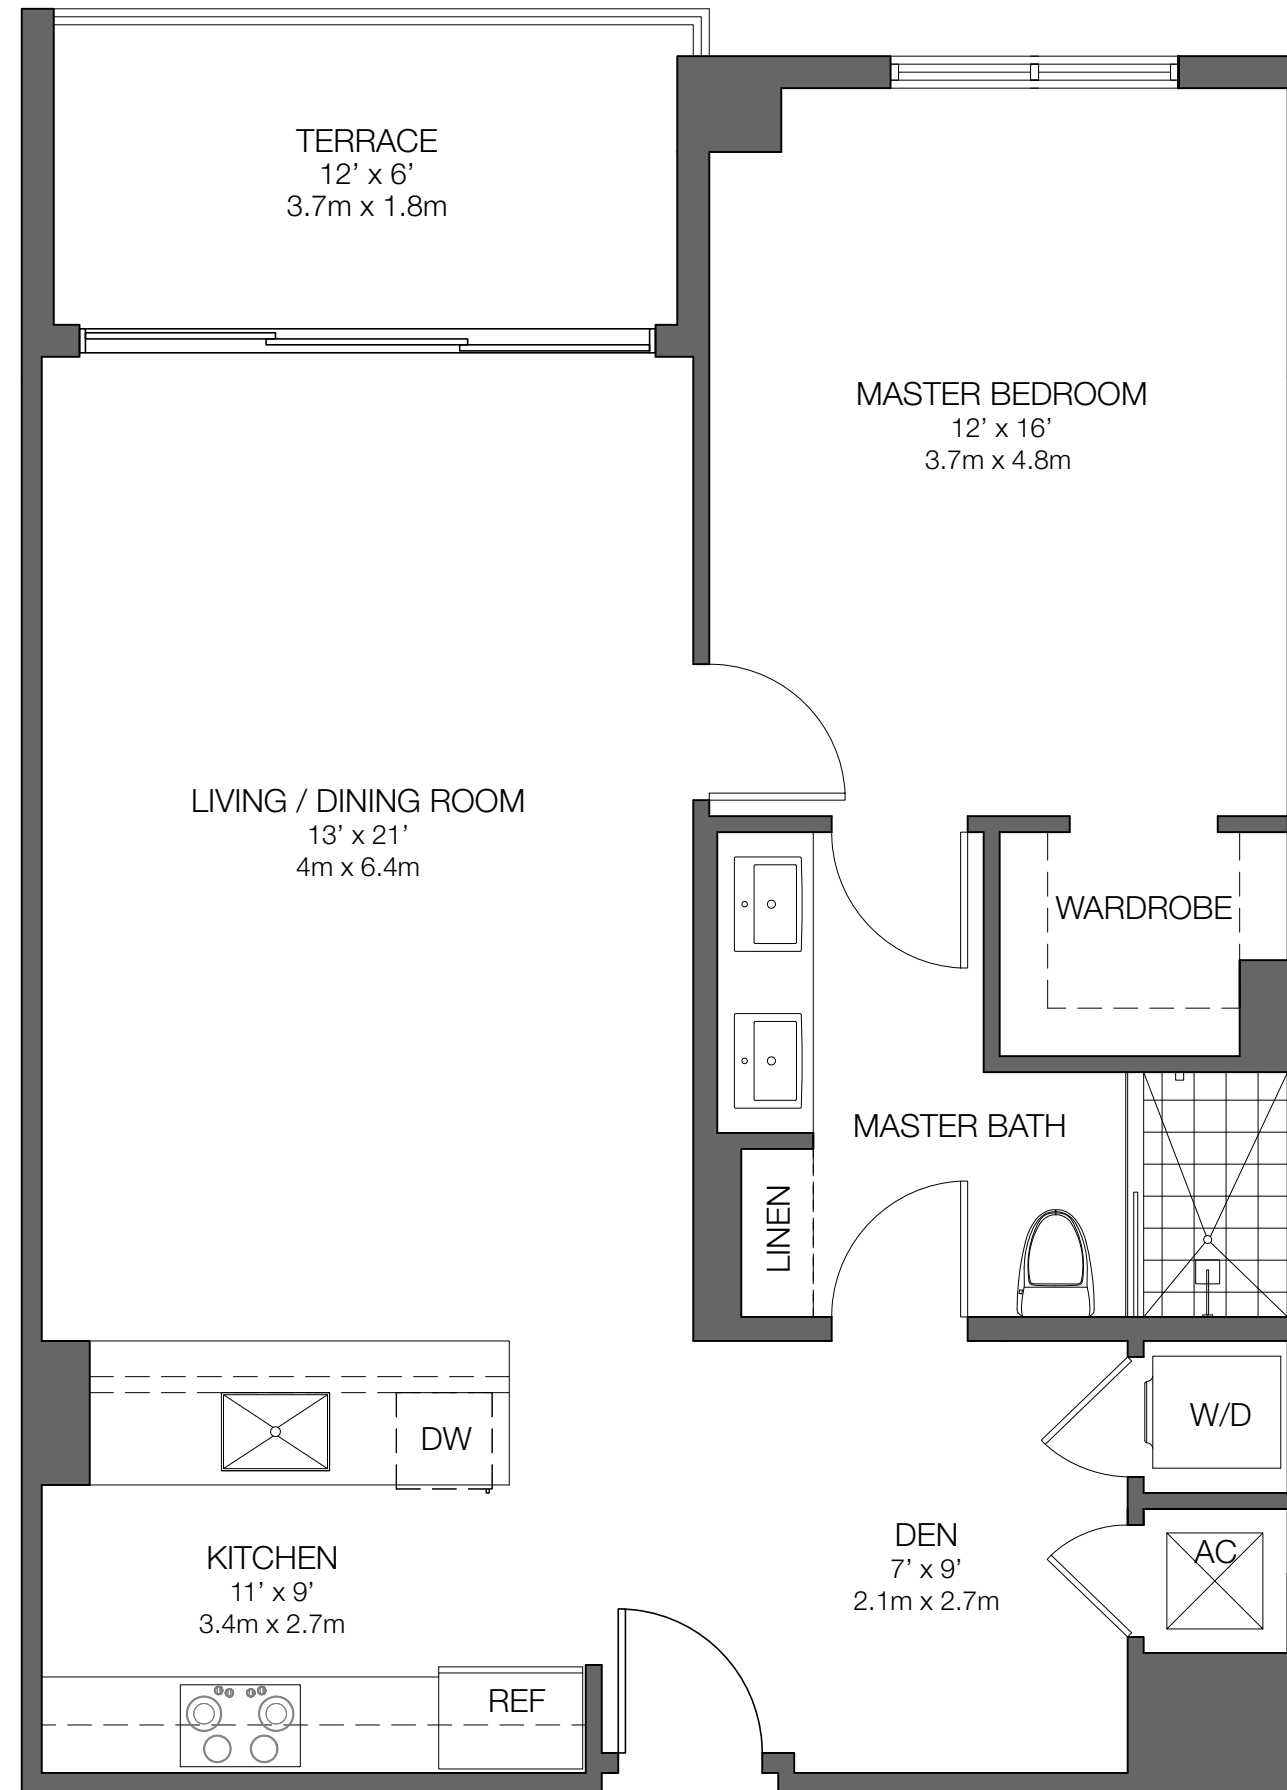 TERRACE
12’ x 6’
3.7m x 1.8m
MASTER BEDROOM
12’ x 16’
3.7m x 4.8m
LIVING / DINING ROOM
13’ x 21’
4m x 6.4m
WARDROBE
MASTER BATH
LINEN
W/D
DW
DEN
7’ x 9’
2.1m x 2.7m
AC
KITCHEN
11’ x 9’
3.4m x 2.7m
REF